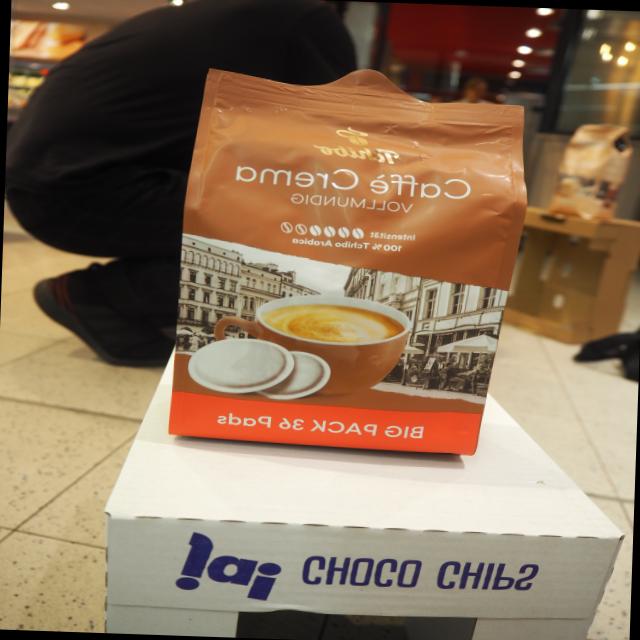 Tchibo
Caffè Crema
VOLLMUNDIG
Intensität
100% Tchibo Arabica
BIG PACK 36 Pads
ja! CHOCO CHIPS